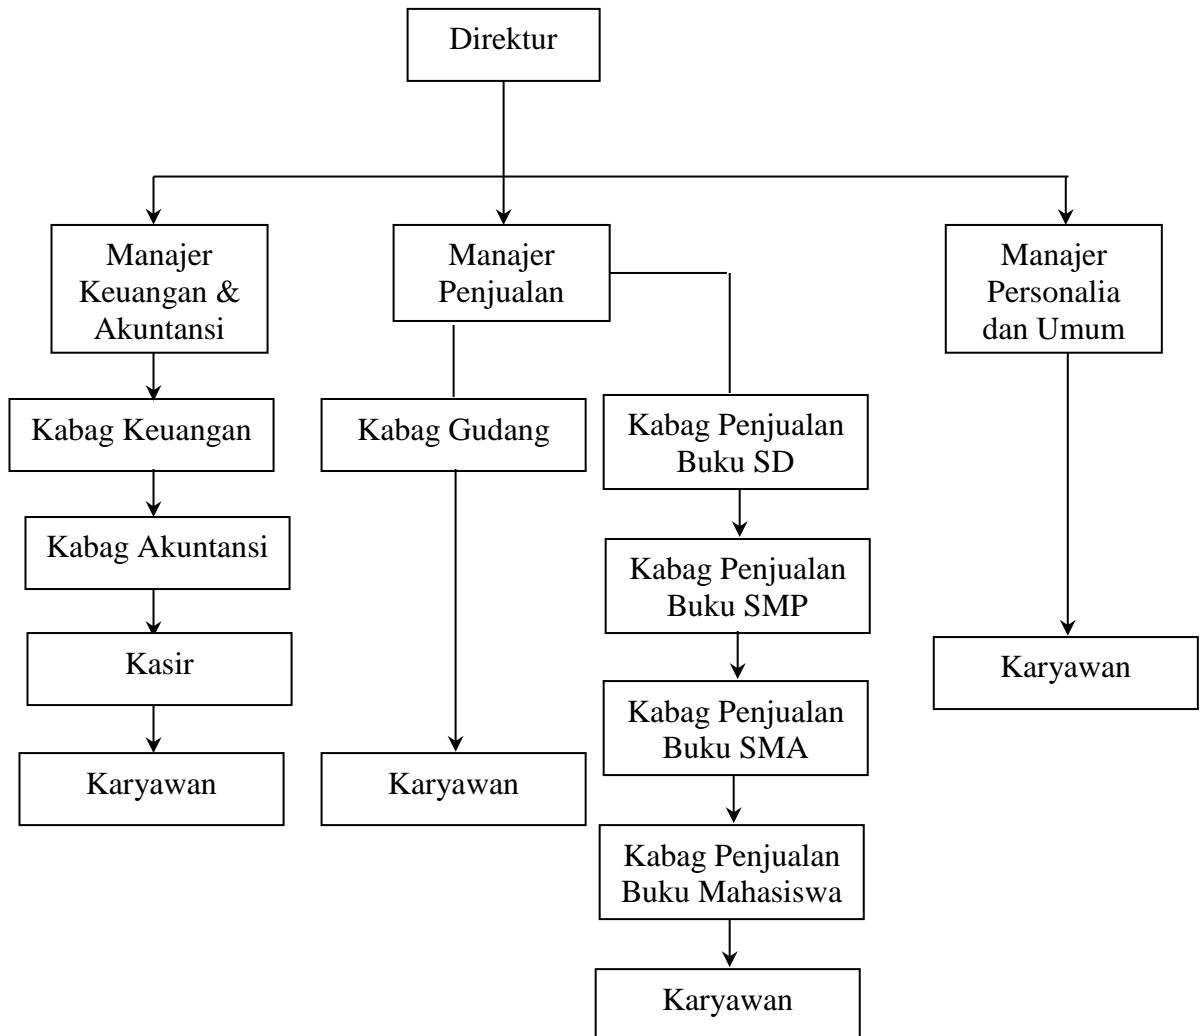 Direktur
Manajer
Keuangan &
Akuntansi
Manajer
Penjualan
Manajer
Personalia
dan Umum
Kabag Keuangan
Kabag Gudang
Kabag Penjualan
Buku SD
Kabag Akuntansi
Kabag Penjualan
Buku SMP
Kasir
Karyawan
Kabag Penjualan
Buku SMA
Karyawan
Karyawan
Kabag Penjualan
Buku Mahasiswa
Karyawan